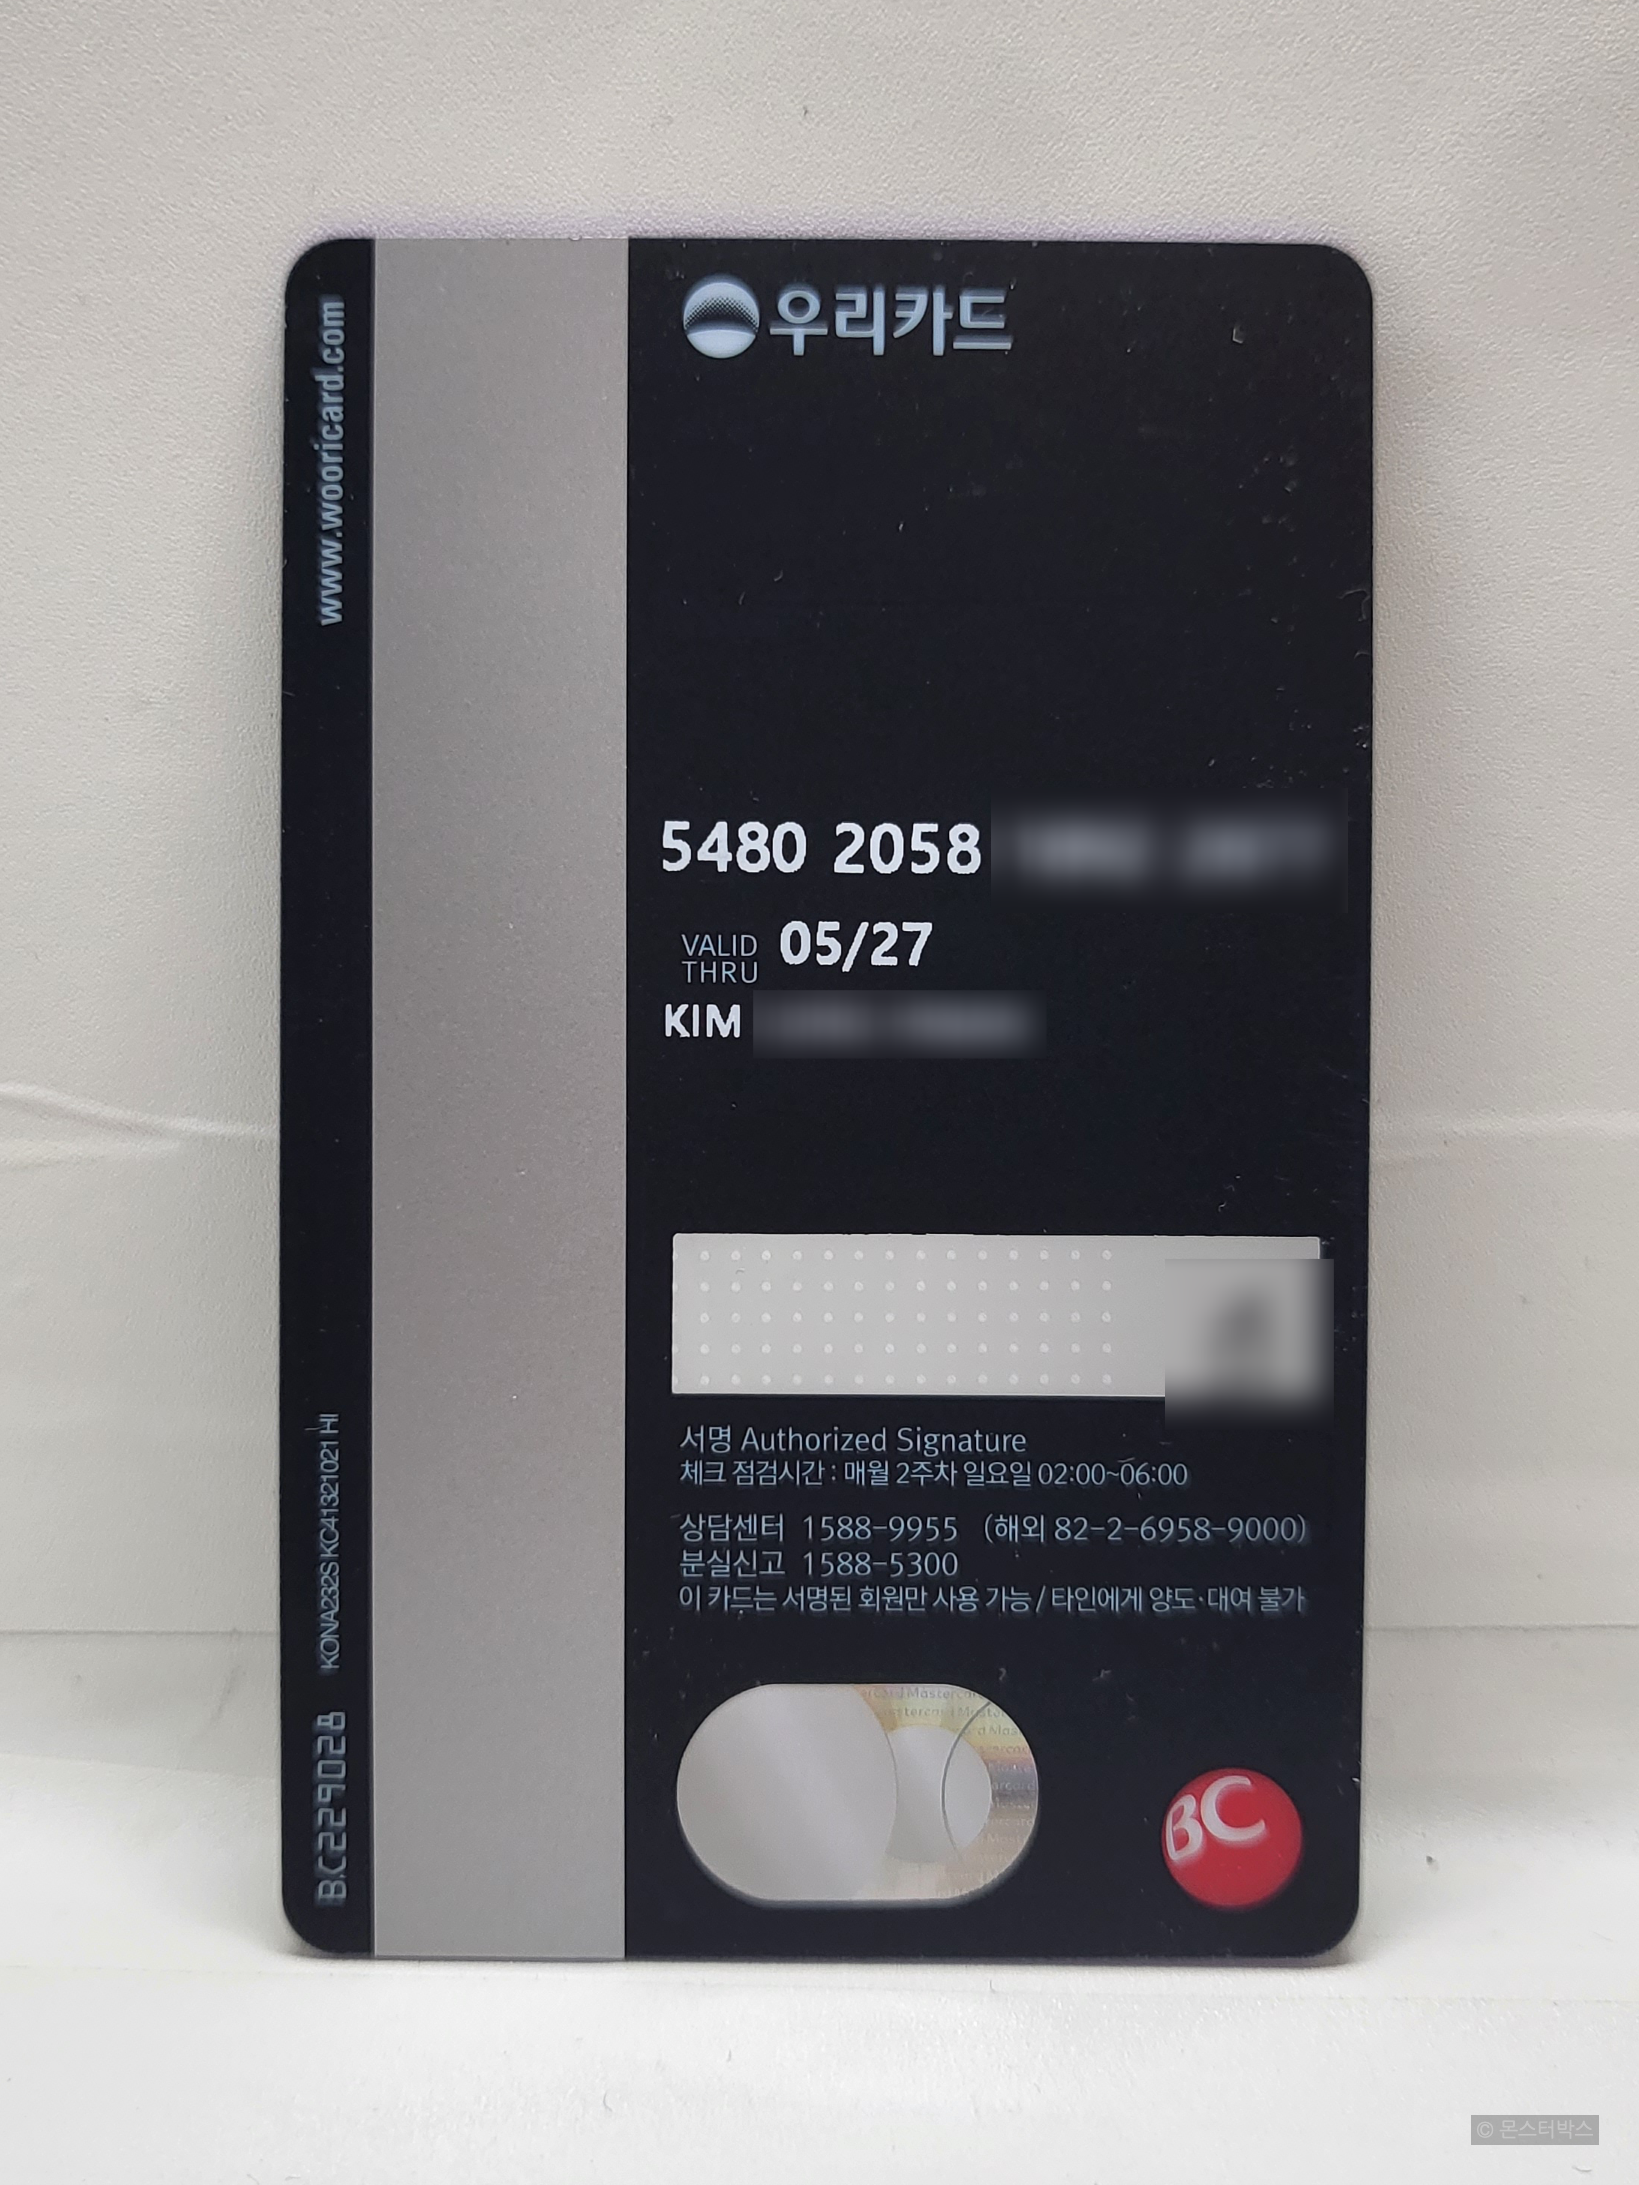 우리카드
www.wooricard.com
5480 2058
VALID THRU 05/27
KIM
서명 Authorized Signature
체크 점검시간 : 매월 2주차 일요일 02:00~06:00
상담센터 1588-9955 (해외 82-2-6958-9000)
분실신고 1588-5300
이 카드는 서명된 회원만 사용 가능 / 타인에게 양도·대여 불가
KONA232S KC41321021 HI
BC229028
BC
© 몬스터박스